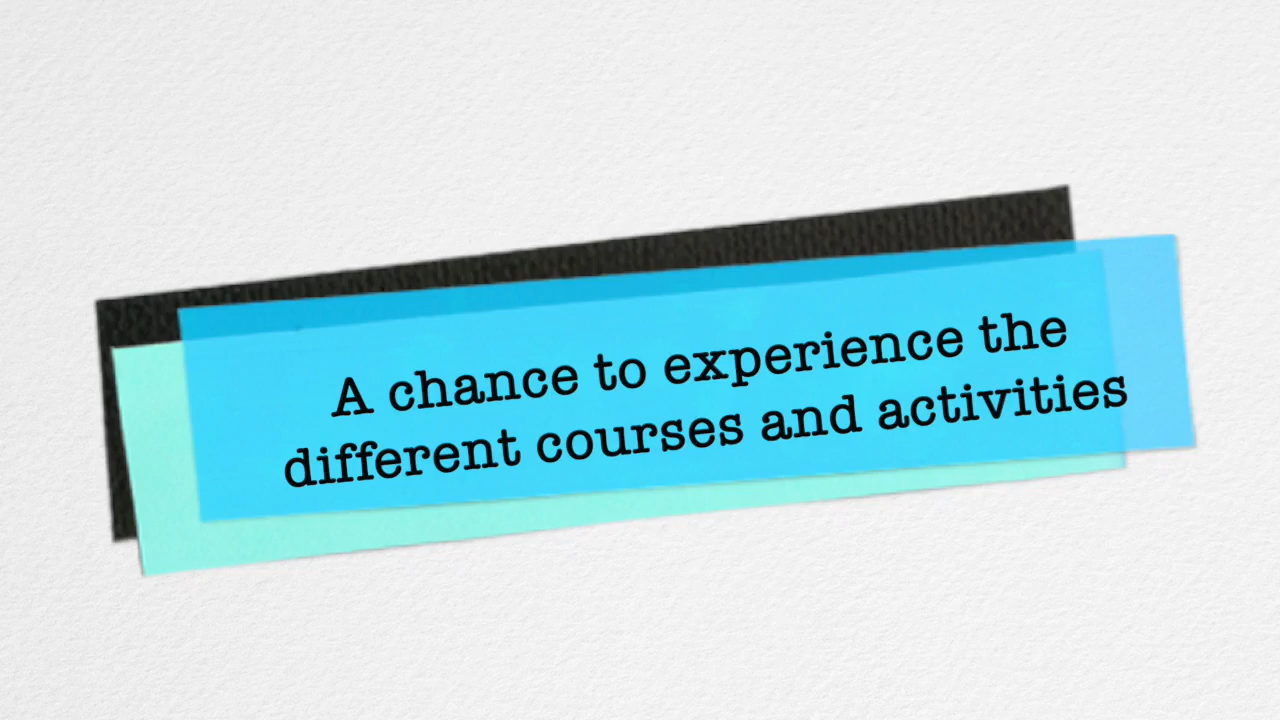 A chance to experience the
different courses and activities